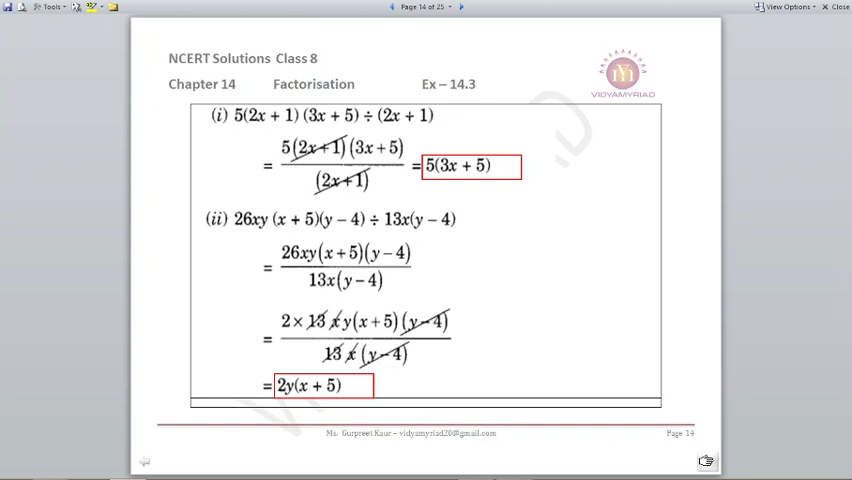 Tools
Page 14 of 25
View Options
Close
NCERT Solutions Class 8
Chapter 14 Factorisation Ex – 14.3
VIDYAMYRIAD
(i) 5(2x + 1) (3x + 5) ÷ (2x + 1)
= 5(2x+1)(3x+5) / (2x+1) = 5(3x + 5)
(ii) 26xy (x + 5)(y – 4) ÷ 13x(y – 4)
= 26xy(x+5)(y–4) / 13x(y–4)
= 2 × 13 x y(x+5)(y–4) / 13 x (y–4)
= 2y(x + 5)
Ms. Gurpreet Kaur – vidyamyriad20@gmail.com Page 14